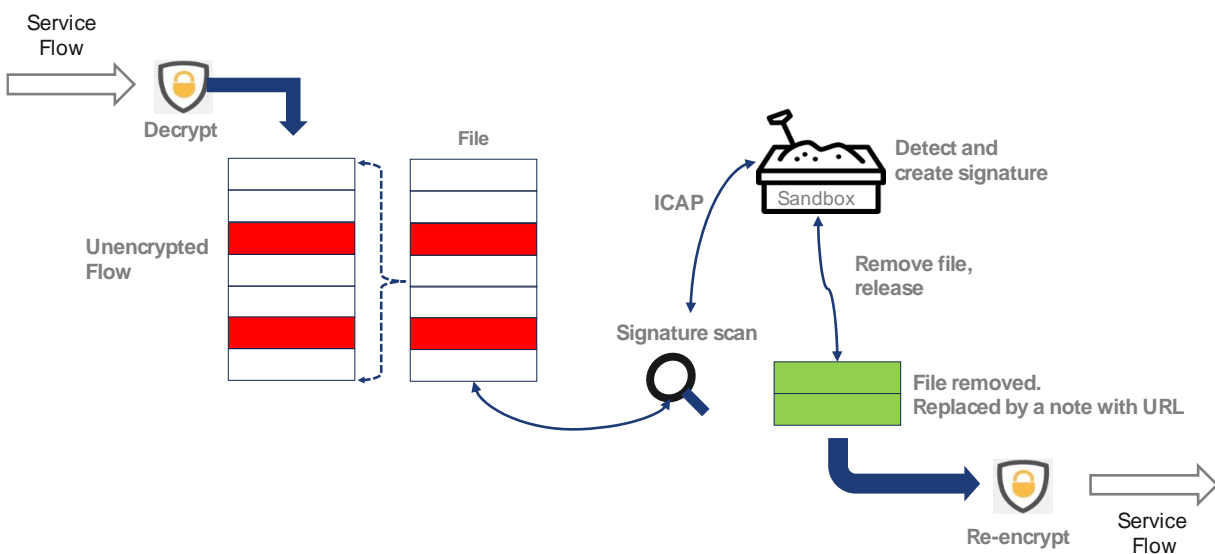 Service
Flow
Decrypt
File
Unencrypted
Flow
ICAP
Sandbox
Detect and
create signature
Remove file,
release
Signature scan
File removed.
Replaced by a note with URL
Re-encrypt
Service
Flow